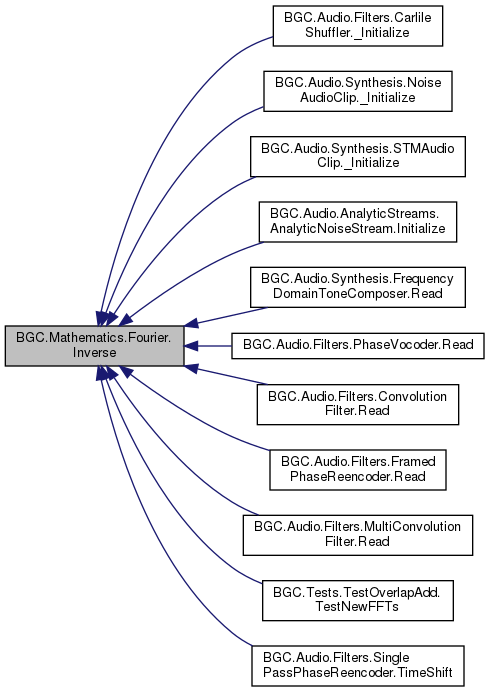 BGC.Audio.Filters.Carlile
Shuffler._Initialize
BGC.Audio.Synthesis.Noise
AudioClip._Initialize
BGC.Audio.Synthesis.STMAudio
Clip._Initialize
BGC.Audio.AnalyticStreams.
AnalyticNoiseStream.Initialize
BGC.Audio.Synthesis.Frequency
DomainToneComposer.Read
BGC.Mathematics.Fourier.
Inverse
BGC.Audio.Filters.PhaseVocoder.Read
BGC.Audio.Filters.Convolution
Filter.Read
BGC.Audio.Filters.Framed
PhaseReencoder.Read
BGC.Audio.Filters.MultiConvolution
Filter.Read
BGC.Tests.TestOverlapAdd.
TestNewFFTs
BGC.Audio.Filters.Single
PassPhaseReencoder.TimeShift